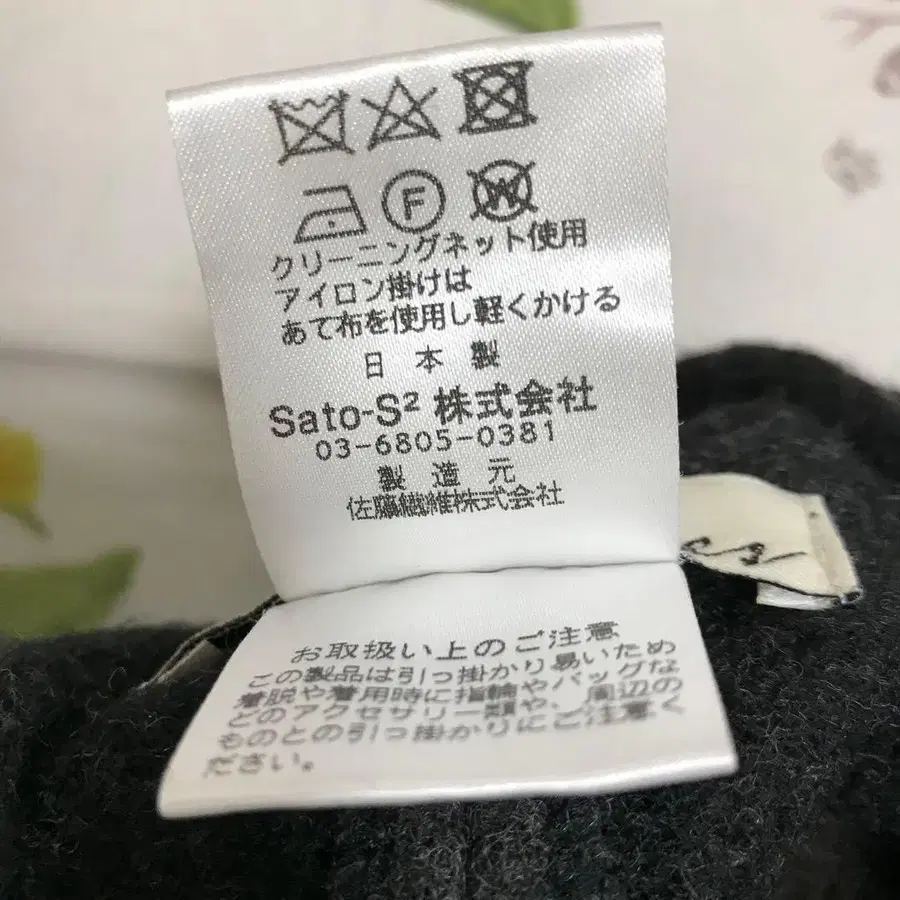 F W
クリーニングネット使用
アイロン掛けは
あて布を使用し軽くかける
日本製
Sato-S² 株式会社
03-6805-0381
製造元
佐藤繊維株式会社
お取扱い上のご注意
この製品は引っ掛かり易いため
着脱や着用時に指輪やバッグな
どのアクセサリー類や、周辺の
ものとの引っ掛かりにご注意く
ださい。